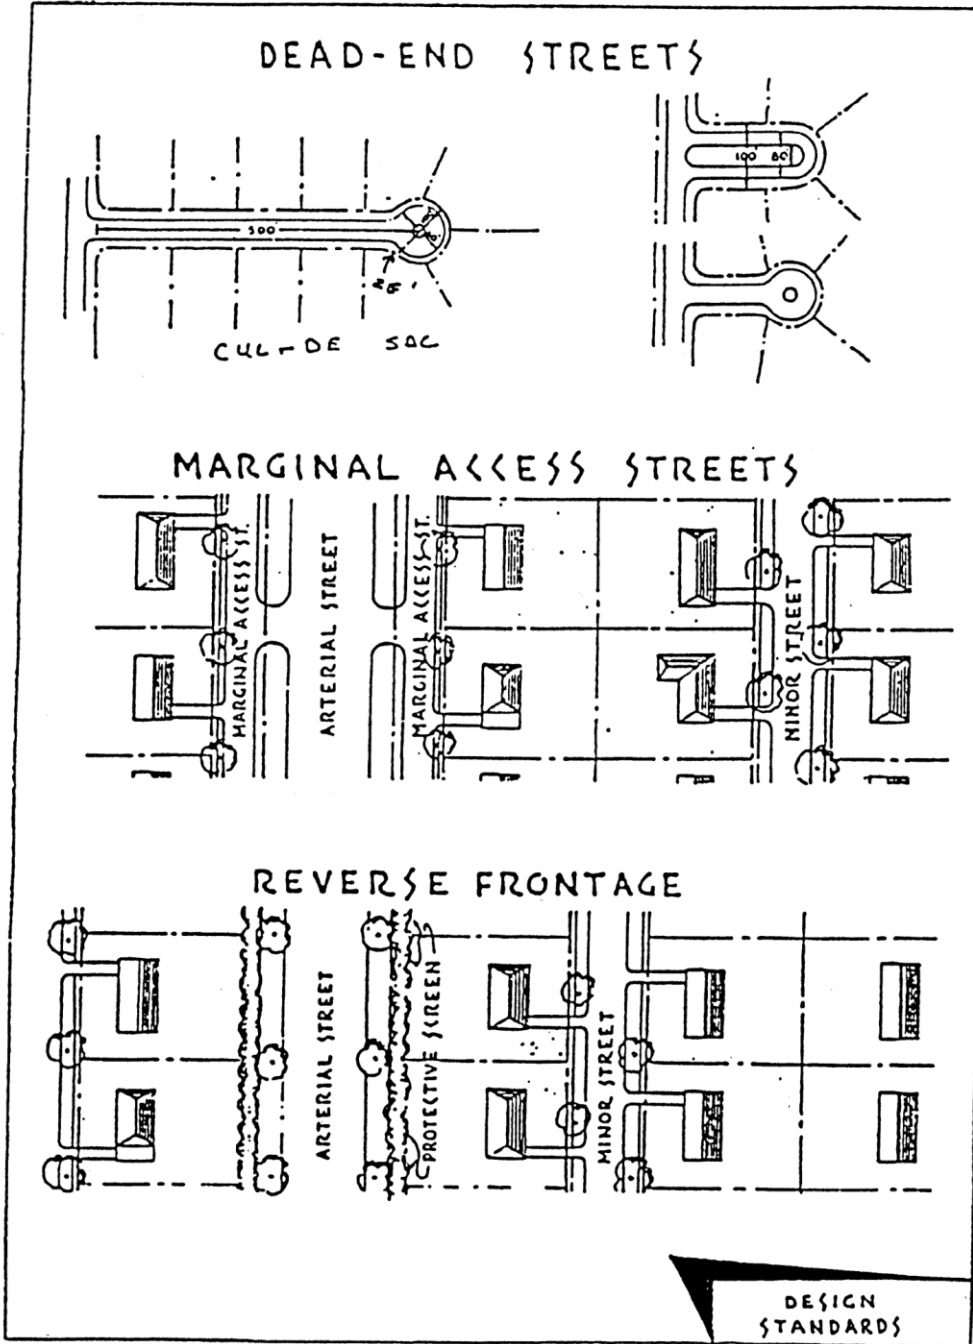 DEAD-END STREETS
100' 80'
500
CUL-DE SAC
MARGINAL ACCESS STREETS
MARGINAL ACCESS ST.
ARTERIAL STREET
MARGINAL ACCESS ST.
MINOR STREET
REVERSE FRONTAGE
ARTERIAL STREET
PROTECTIVE SCREEN
MINOR STREET
DESIGN
STANDARDS